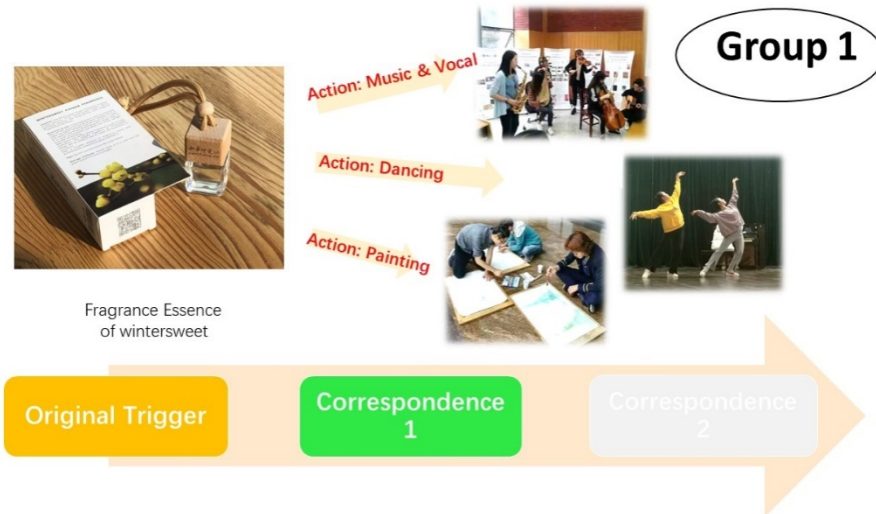 Group 1
Action: Music & Vocal
Action: Dancing
Action: Painting
Fragrance Essence
of wintersweet
Original Trigger
Correspondence
1
Correspondence
2